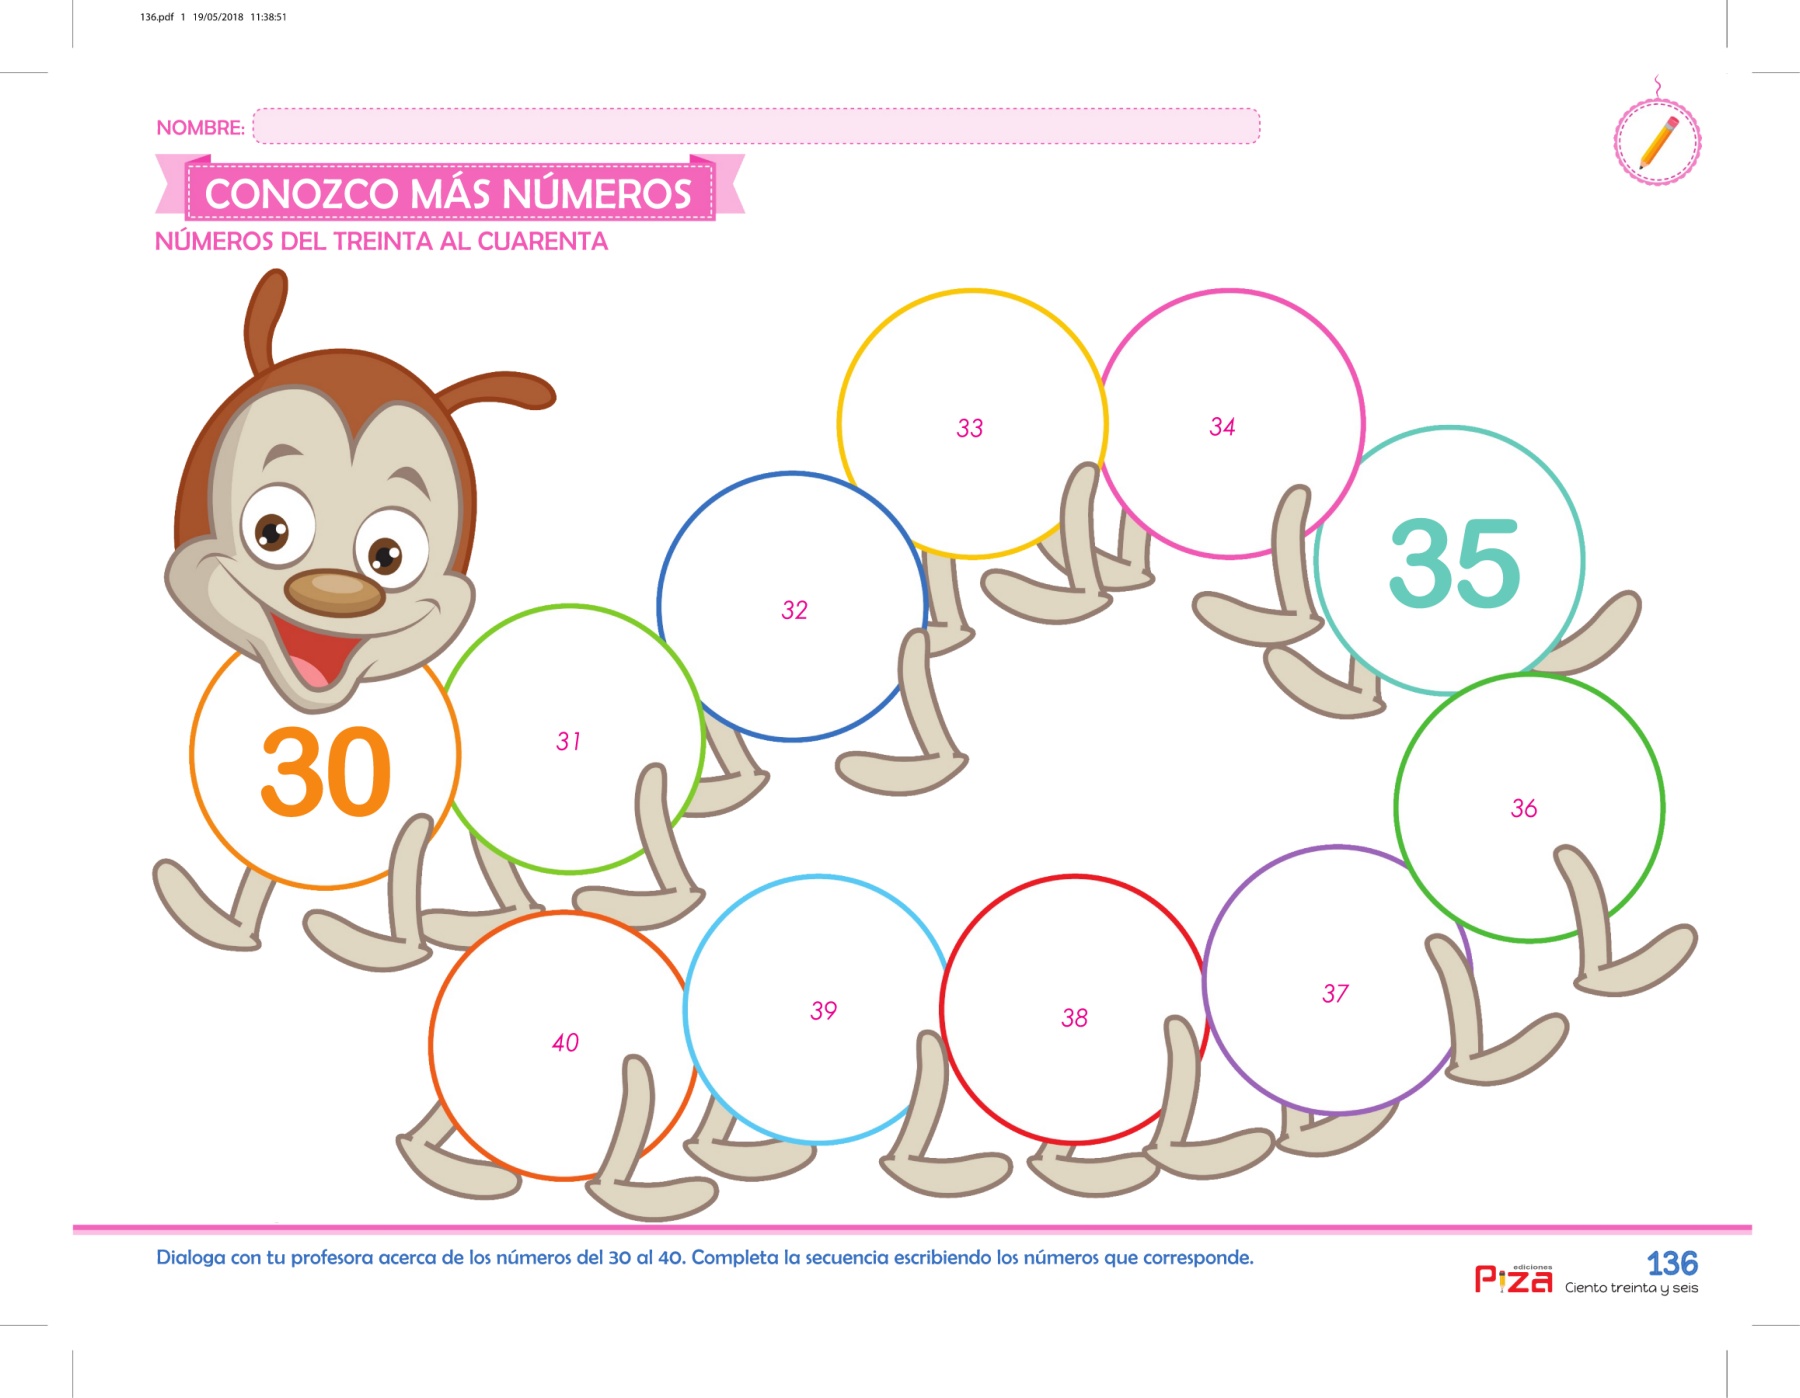 136.pdf 1 19/05/2018 11:38:51
NOMBRE:
CONOZCO MÁS NÚMEROS
NÚMEROS DEL TREINTA AL CUARENTA
30
31
32
33
34
35
36
37
38
39
40
Dialoga con tu profesora acerca de los números del 30 al 40. Completa la secuencia escribiendo los números que corresponde.
ediciones
Piza
136
Ciento treinta y seis